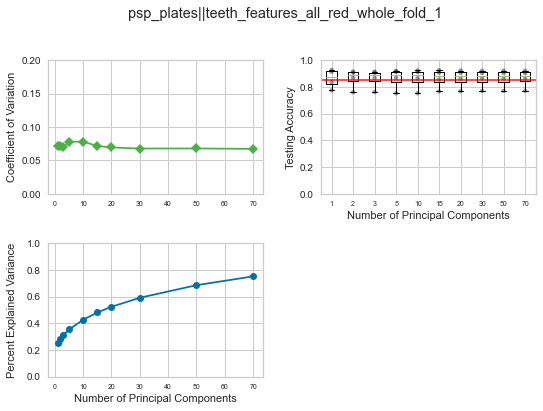 psp_plates||teeth_features_all_red_whole_fold_1
Coefficient of Variation
0.20
0.15
0.10
0.05
0.00
0 10 20 30 40 50 60 70
Testing Accuracy
1.0
0.8
0.6
0.4
0.2
0.0
1 2 3 5 10 15 20 30 50 70
Number of Principal Components
Percent Explained Variance
1.0
0.8
0.6
0.4
0.2
0.0
0 10 20 30 40 50 60 70
Number of Principal Components